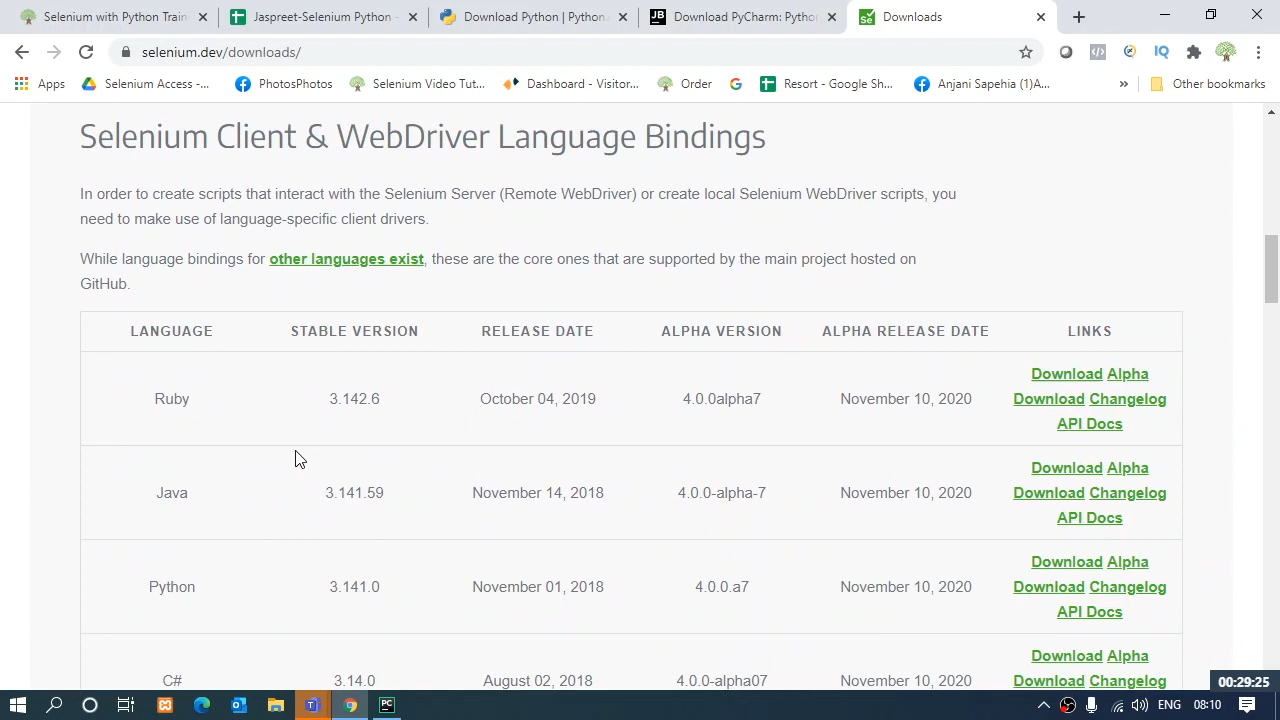 Selenium with Python Train
Jaspreet-Selenium Python -
Download Python | Python.
JB
Download PyCharm: Python
Se
Downloads
selenium.dev/downloads/
IQ
Apps
Selenium Access -...
PhotosPhotos
Selenium Video Tut...
Dashboard - Visitor...
Order
Resort - Google Sh...
Anjani Sapehia (1)A...
»
Other bookmarks
Selenium Client & WebDriver Language Bindings
In order to create scripts that interact with the Selenium Server (Remote WebDriver) or create local Selenium WebDriver scripts, you
need to make use of language-specific client drivers.
While language bindings for other languages exist, these are the core ones that are supported by the main project hosted on
GitHub.
LANGUAGE STABLE VERSION RELEASE DATE ALPHA VERSION ALPHA RELEASE DATE LINKS
Ruby 3.142.6 October 04, 2019 4.0.0alpha7 November 10, 2020 Download Alpha
Download Changelog
API Docs
Java 3.141.59 November 14, 2018 4.0.0-alpha-7 November 10, 2020 Download Alpha
Download Changelog
API Docs
Python 3.141.0 November 01, 2018 4.0.0.a7 November 10, 2020 Download Alpha
Download Changelog
API Docs
C# 3.14.0 August 02, 2018 4.0.0-alpha07 November 10, 2020 Download Alpha
Download Changelog
00:29:25
PC
ENG
08:10